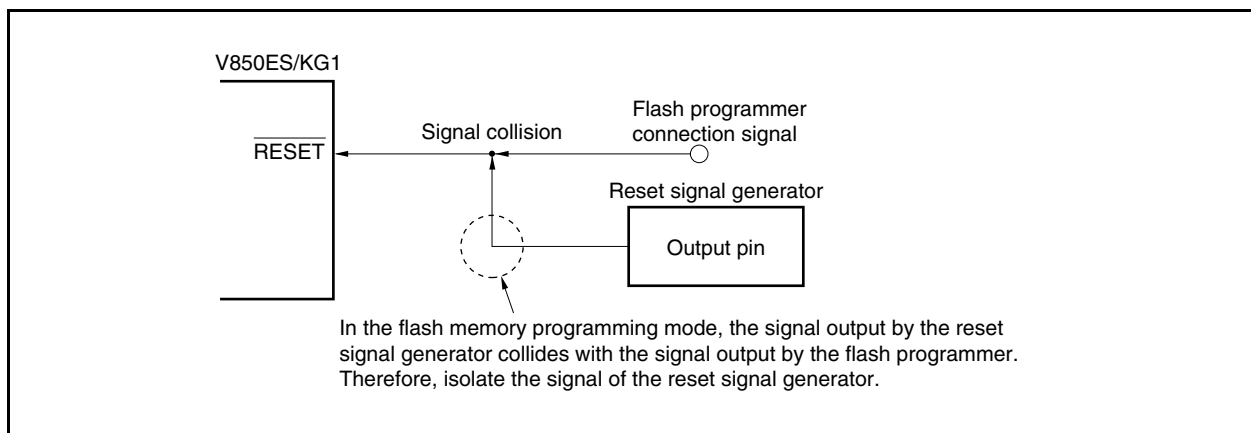 V850ES/KG1
Flash programmer
connection signal
Signal collision
RESET
Reset signal generator
Output pin
In the flash memory programming mode, the signal output by the reset
signal generator collides with the signal output by the flash programmer.
Therefore, isolate the signal of the reset signal generator.